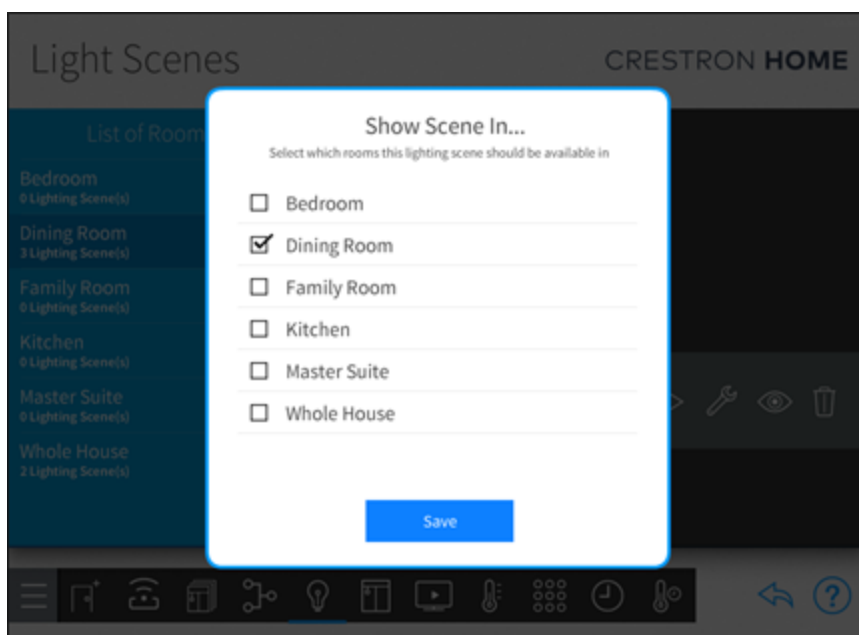 Light Scenes
CRESTRON HOME
List of Room
Bedroom
0 Lighting Scene(s)
Dining Room
3 Lighting Scene(s)
Family Room
0 Lighting Scene(s)
Kitchen
0 Lighting Scene(s)
Master Suite
0 Lighting Scene(s)
Whole House
2 Lighting Scene(s)
Show Scene In...
Select which rooms this lighting scene should be available in
Bedroom
Dining Room
Family Room
Kitchen
Master Suite
Whole House
Save
?